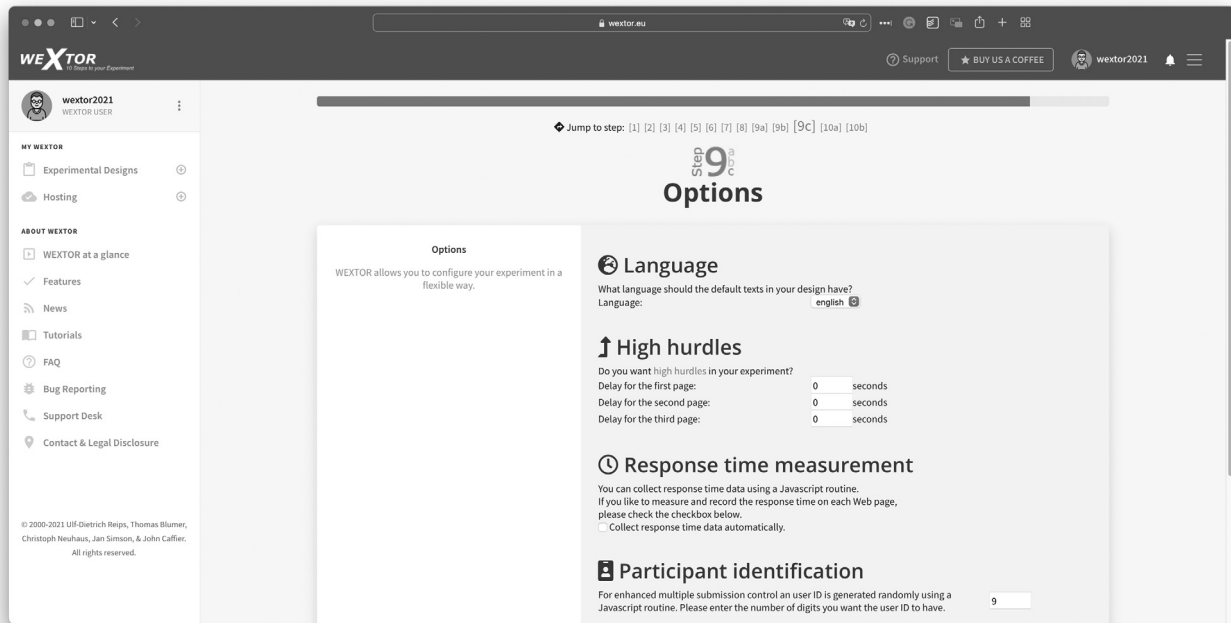 wextor.eu
WEXTOR
10 Steps to your Experiment
Support
BUY US A COFFEE
wextor2021
wextor2021
WEXTOR USER
MY WEXTOR
Experimental Designs
Hosting
ABOUT WEXTOR
WEXTOR at a glance
Features
News
Tutorials
FAQ
Bug Reporting
Support Desk
Contact & Legal Disclosure
© 2000-2021 Ulf-Dietrich Reips, Thomas Blumer,
Christoph Neuhaus, Jan Simson, & John Caffier.
All rights reserved.
Jump to step: [1] [2] [3] [4] [5] [6] [7] [8] [9a] [9b] [9c] [10a] [10b]
Step 9 a b c
Options
Options
WEXTOR allows you to configure your experiment in a
flexible way.
Language
What language should the default texts in your design have?
Language: english
High hurdles
Do you want high hurdles in your experiment?
Delay for the first page: 0 seconds
Delay for the second page: 0 seconds
Delay for the third page: 0 seconds
Response time measurement
You can collect response time data using a Javascript routine.
If you like to measure and record the response time on each Web page,
please check the checkbox below.
Collect response time data automatically.
Participant identification
For enhanced multiple submission control an user ID is generated randomly using a
Javascript routine. Please enter the number of digits you want the user ID to have. 9